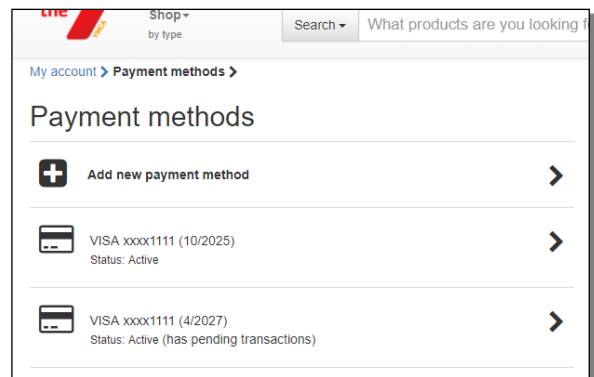 the
YMCA
Shop
by type
Search
What products are you looking f
My account > Payment methods >
Payment methods
Add new payment method
VISA xxxx1111 (10/2025)
Status: Active
VISA xxxx1111 (4/2027)
Status: Active (has pending transactions)